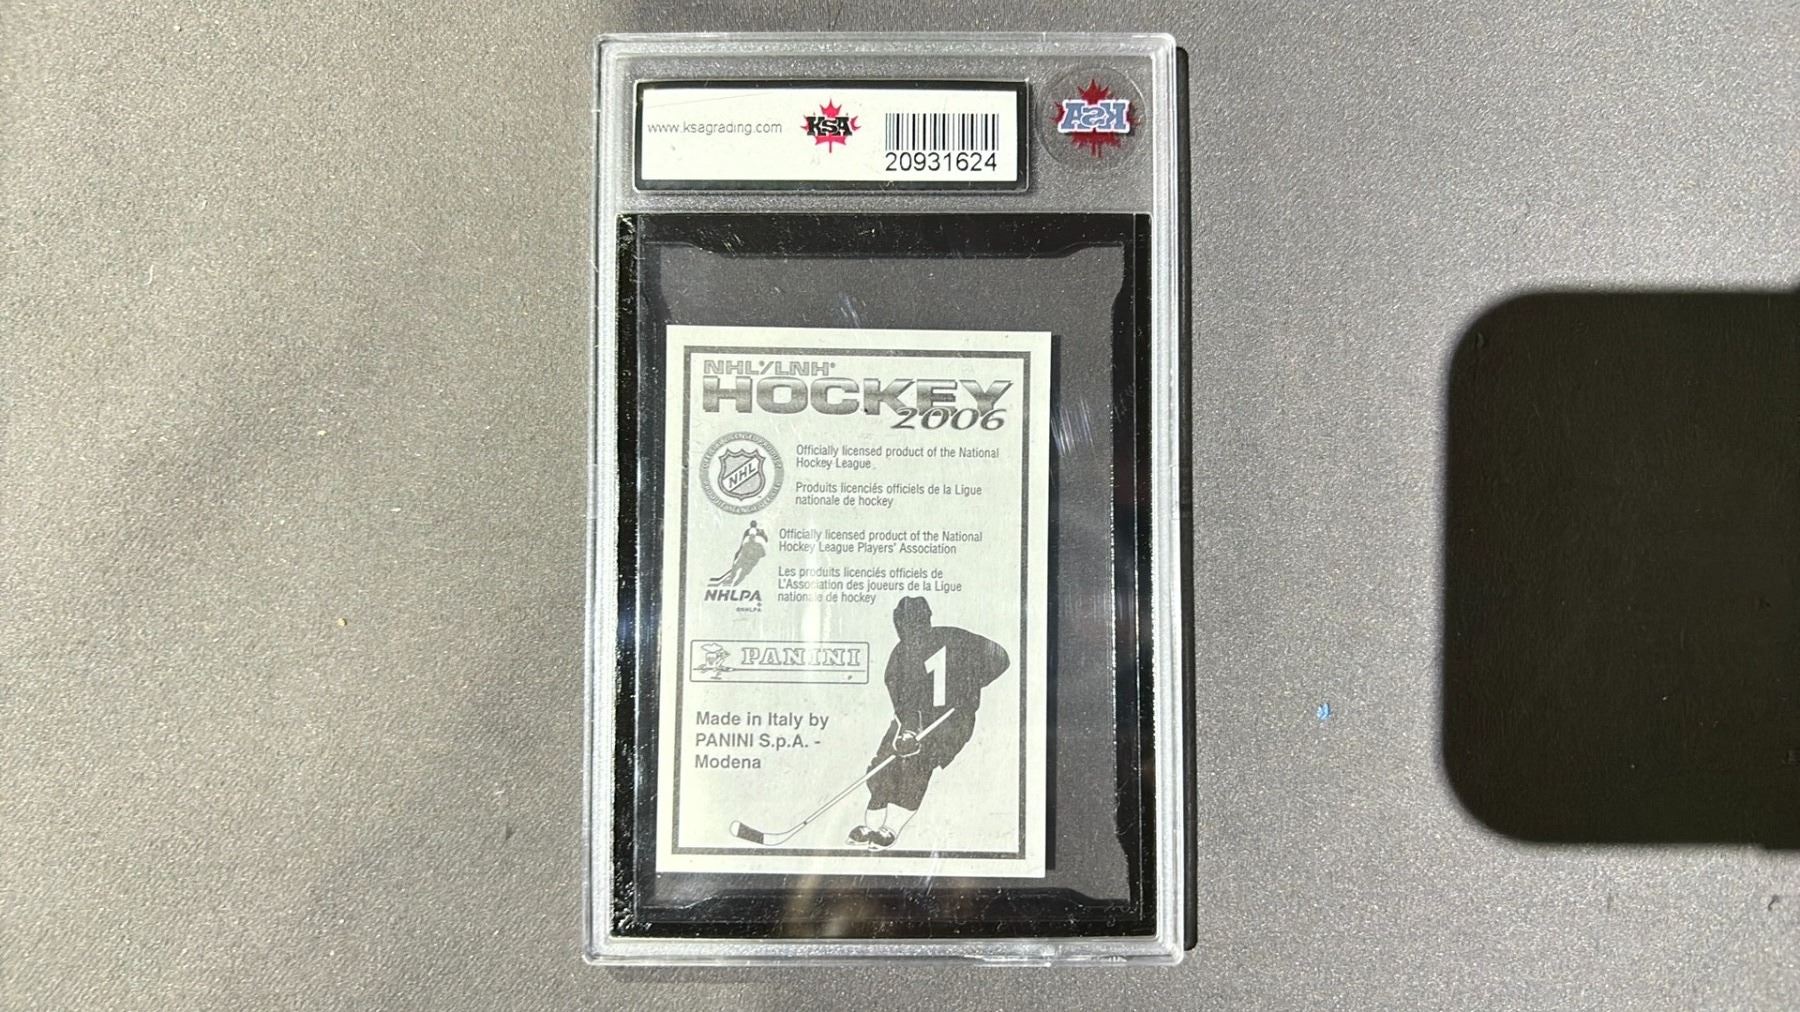 www.ksagrading.com
KSA
20931624
KSA
NHL/LNH
HOCKEY
2006
NHL
Officially licensed product of the National
Hockey League
Produits licenciés officiels de la Ligue
nationale de hockey
Officially licensed product of the National
Hockey League Players' Association
Les produits licenciés officiels de
L'Association des joueurs de la Ligue
nationale de hockey
NHLPA
©NHLPA
1
PANINI
Made in Italy by
PANINI S.p.A. -
Modena